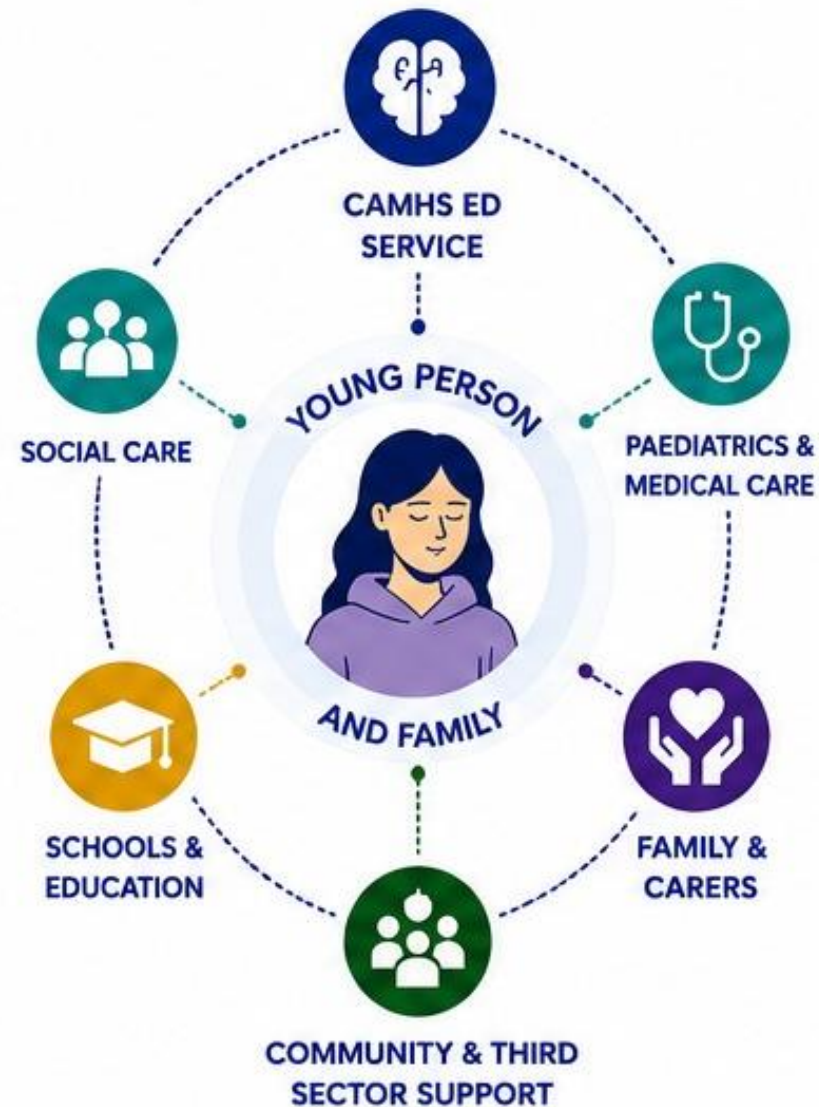 CAMHS ED
SERVICE
SOCIAL CARE
YOUNG PERSON
PAEDIATRICS &
MEDICAL CARE
AND FAMILY
SCHOOLS &
EDUCATION
FAMILY &
CARERS
COMMUNITY & THIRD
SECTOR SUPPORT